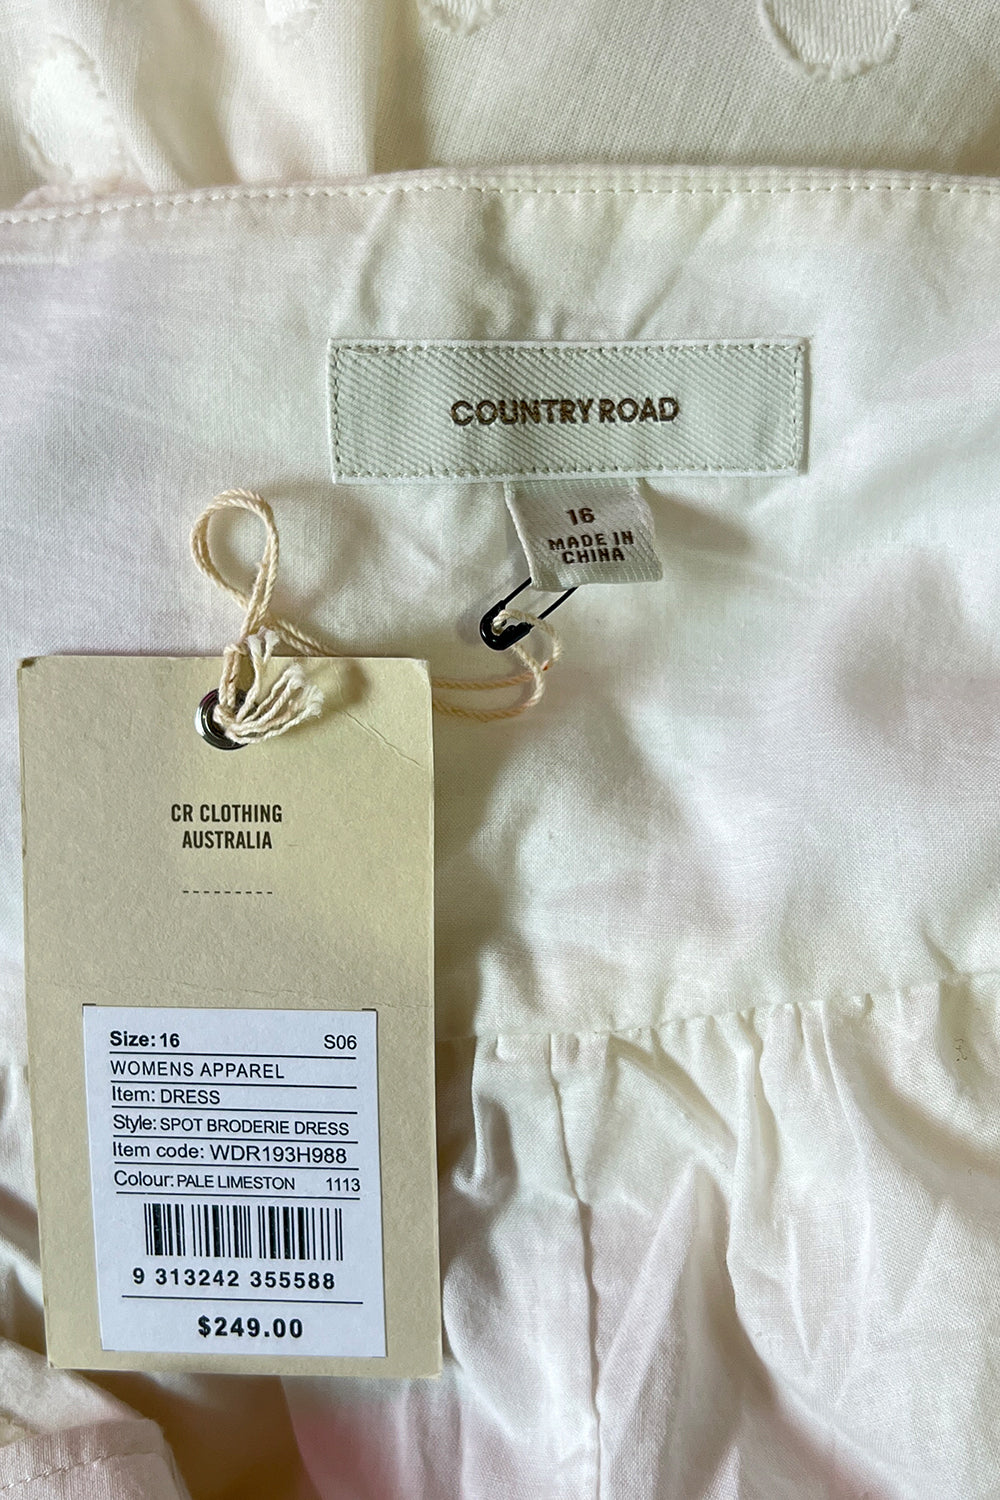 COUNTRY ROAD
16
MADE IN
CHINA
CR CLOTHING
AUSTRALIA
Size: 16 S06
WOMENS APPAREL
Item: DRESS
Style: SPOT BRODERIE DRESS
Item code: WDR193H988
Colour: PALE LIMESTON 1113
9 313242 355588
$249.00